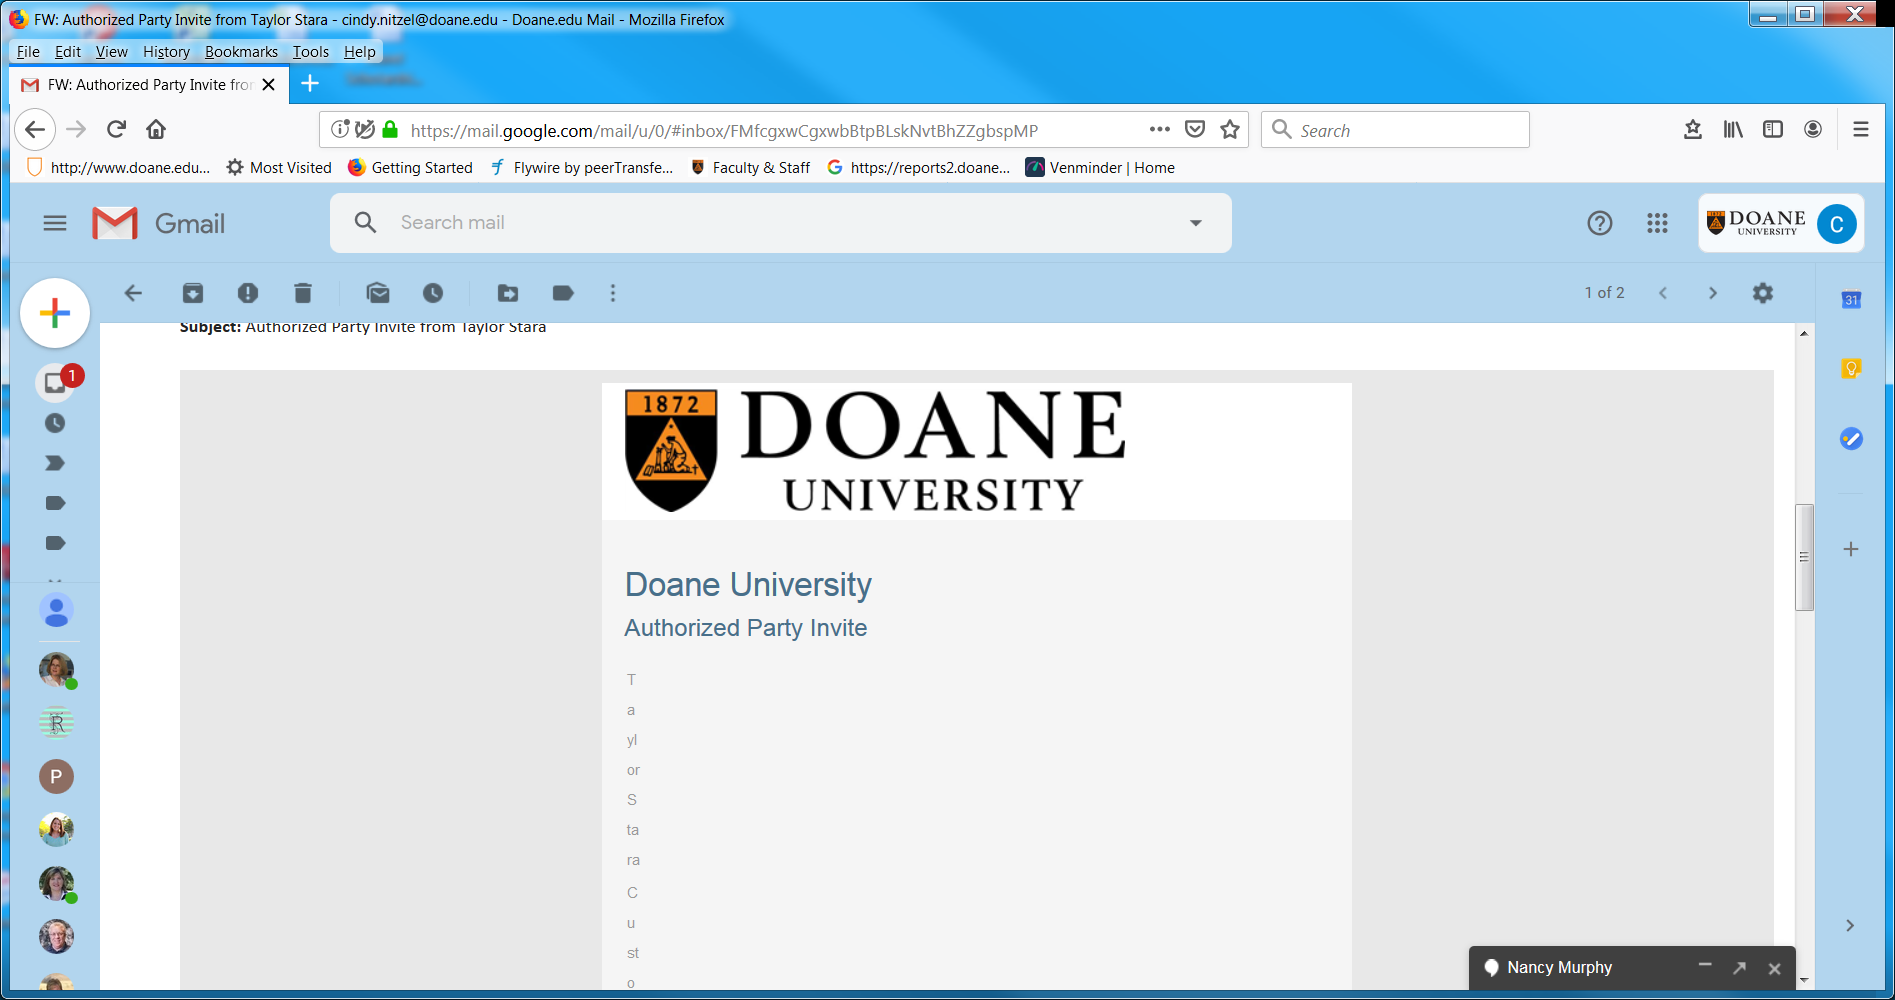 FW: Authorized Party Invite from Taylor Stara - cindy.nitzel@doane.edu - Doane.edu Mail - Mozilla Firefox
File Edit View History Bookmarks Tools Help
FW: Authorized Party Invite fro
https://mail.google.com/mail/u/0/#inbox/FMfcgxwCgxwbBtpBLskNvtBhZZgbspMP
Search
http://www.doane.edu... Most Visited Getting Started Flywire by peerTransfe... Faculty & Staff https://reports2.doane... Venminder | Home
Gmail
Search mail
1872 DOANE UNIVERSITY C
1 of 2
31
1
Subject: Authorized Party Invite from Taylor Stara
1872
DOANE
UNIVERSITY
Doane University
Authorized Party Invite
T
a
yl
or
S
ta
ra
C
u
st
o
R
P
Nancy Murphy